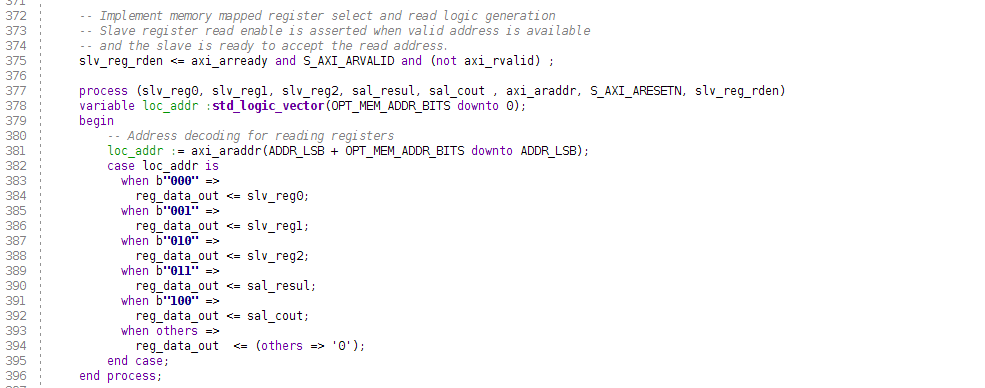 371
372 -- Implement memory mapped register select and read logic generation
373 -- Slave register read enable is asserted when valid address is available
374 -- and the slave is ready to accept the read address.
375 slv_reg_rden <= axi_arready and S_AXI_ARVALID and (not axi_rvalid) ;
376
377 process (slv_reg0, slv_reg1, slv_reg2, sal_resul, sal_cout , axi_araddr, S_AXI_ARESETN, slv_reg_rden)
378 variable loc_addr :std_logic_vector(OPT_MEM_ADDR_BITS downto 0);
379 begin
380 -- Address decoding for reading registers
381 loc_addr := axi_araddr(ADDR_LSB + OPT_MEM_ADDR_BITS downto ADDR_LSB);
382 case loc_addr is
383 when b"000" =>
384 reg_data_out <= slv_reg0;
385 when b"001" =>
386 reg_data_out <= slv_reg1;
387 when b"010" =>
388 reg_data_out <= slv_reg2;
389 when b"011" =>
390 reg_data_out <= sal_resul;
391 when b"100" =>
392 reg_data_out <= sal_cout;
393 when others =>
394 reg_data_out  <= (others => '0');
395 end case;
396 end process;